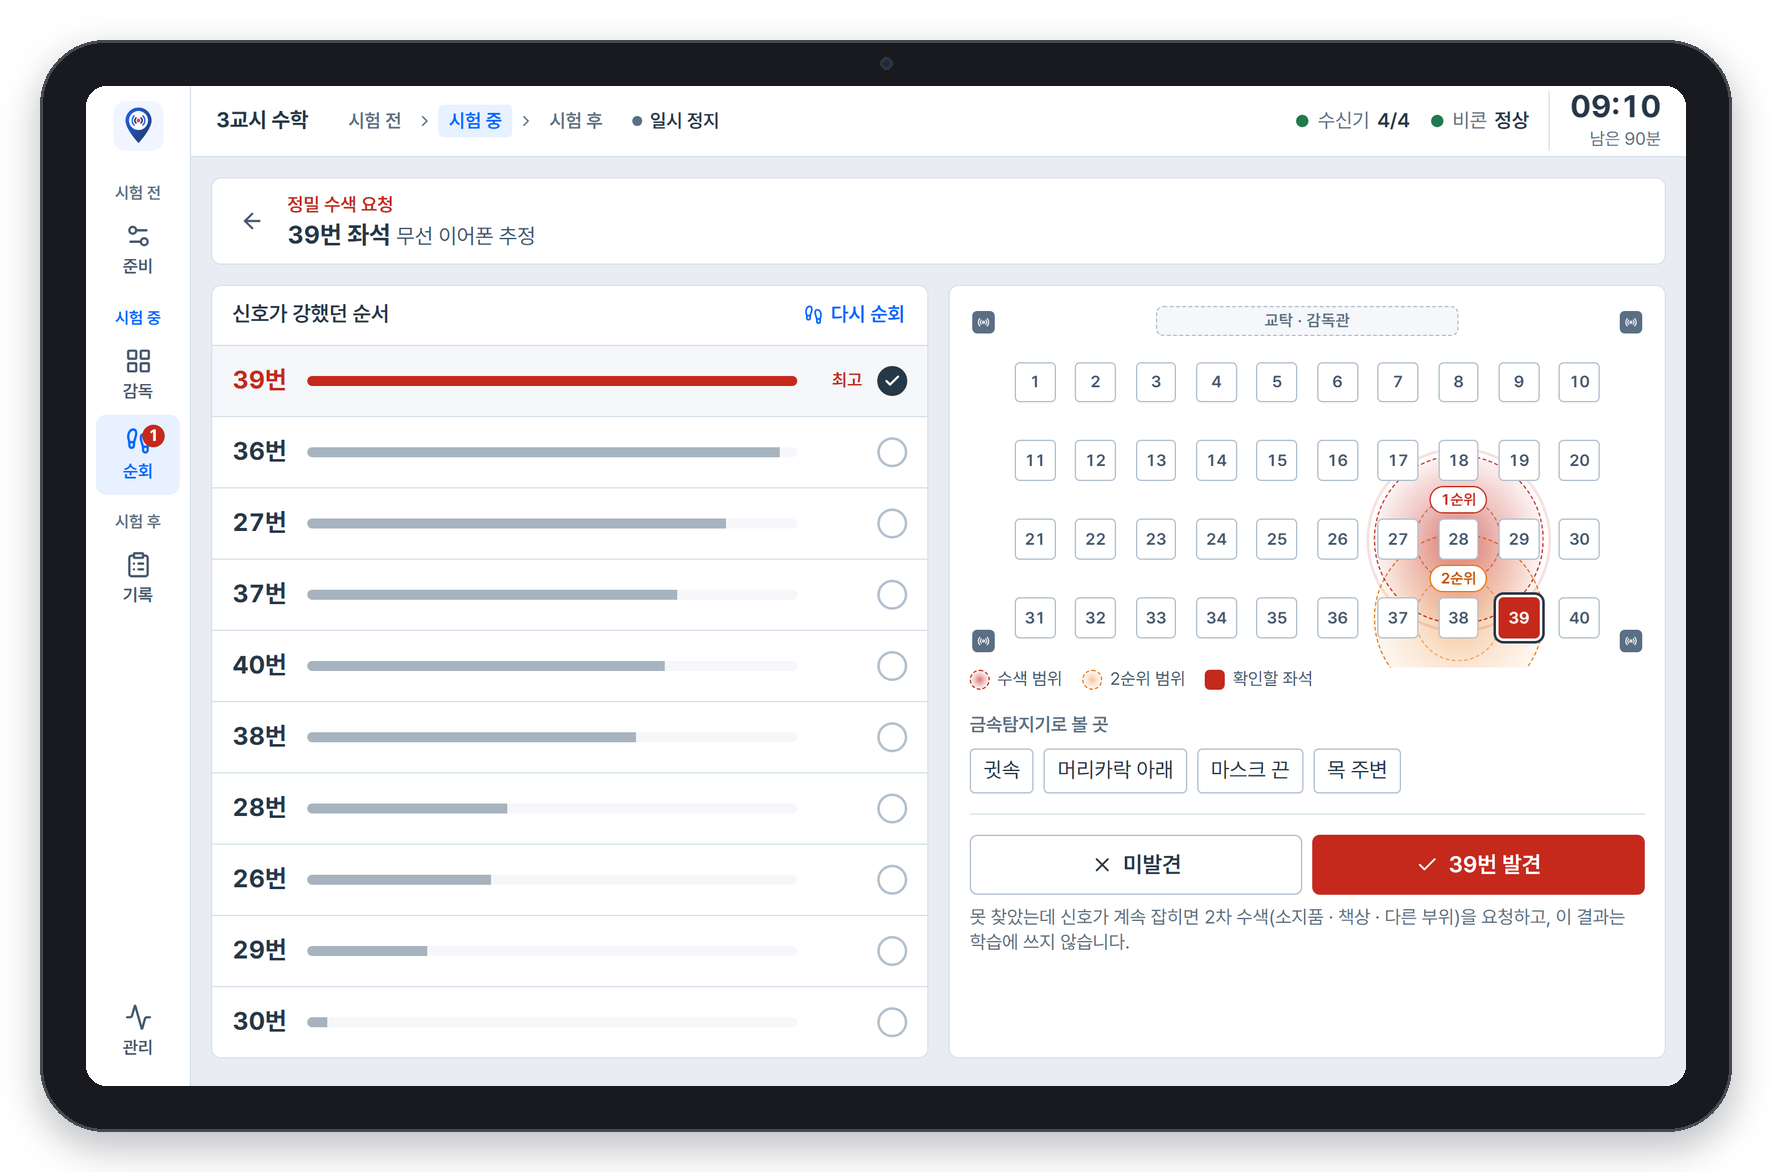 3교시 수학
시험 전
시험 중
시험 후
일시 정지
수신기 4/4
비콘 정상
09:10
남은 90분
시험 전
준비
시험 중
감독
1
순회
시험 후
기록
관리
정밀 수색 요청
39번 좌석 무선 이어폰 추정
신호가 강했던 순서
다시 순회
39번
최고
36번
27번
37번
40번
38번
28번
26번
29번
30번
교탁 · 감독관
1 2 3 4 5 6 7 8 9 10
11 12 13 14 15 16 17 18 19 20
1순위
21 22 23 24 25 26 27 28 29 30
2순위
31 32 33 34 35 36 37 38 39 40
수색 범위
2순위 범위
확인할 좌석
금속탐지기로 볼 곳
귓속
머리카락 아래
마스크 끈
목 주변
미발견
39번 발견
못 찾았는데 신호가 계속 잡히면 2차 수색(소지품 · 책상 · 다른 부위)을 요청하고, 이 결과는
학습에 쓰지 않습니다.